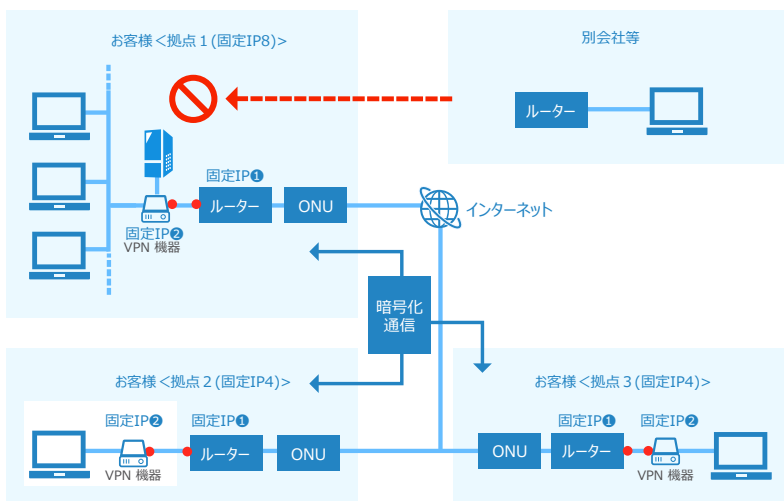 お客様<拠点1(固定IP8)>
別会社等
ルーター
固定IP❶
ルーター
ONU
インターネット
固定IP❷
VPN 機器
暗号化
通信
お客様<拠点2(固定IP4)>
固定IP❷
固定IP❶
ルーター
ONU
VPN 機器
お客様<拠点3(固定IP4)>
固定IP❶
固定IP❷
ONU
ルーター
VPN 機器